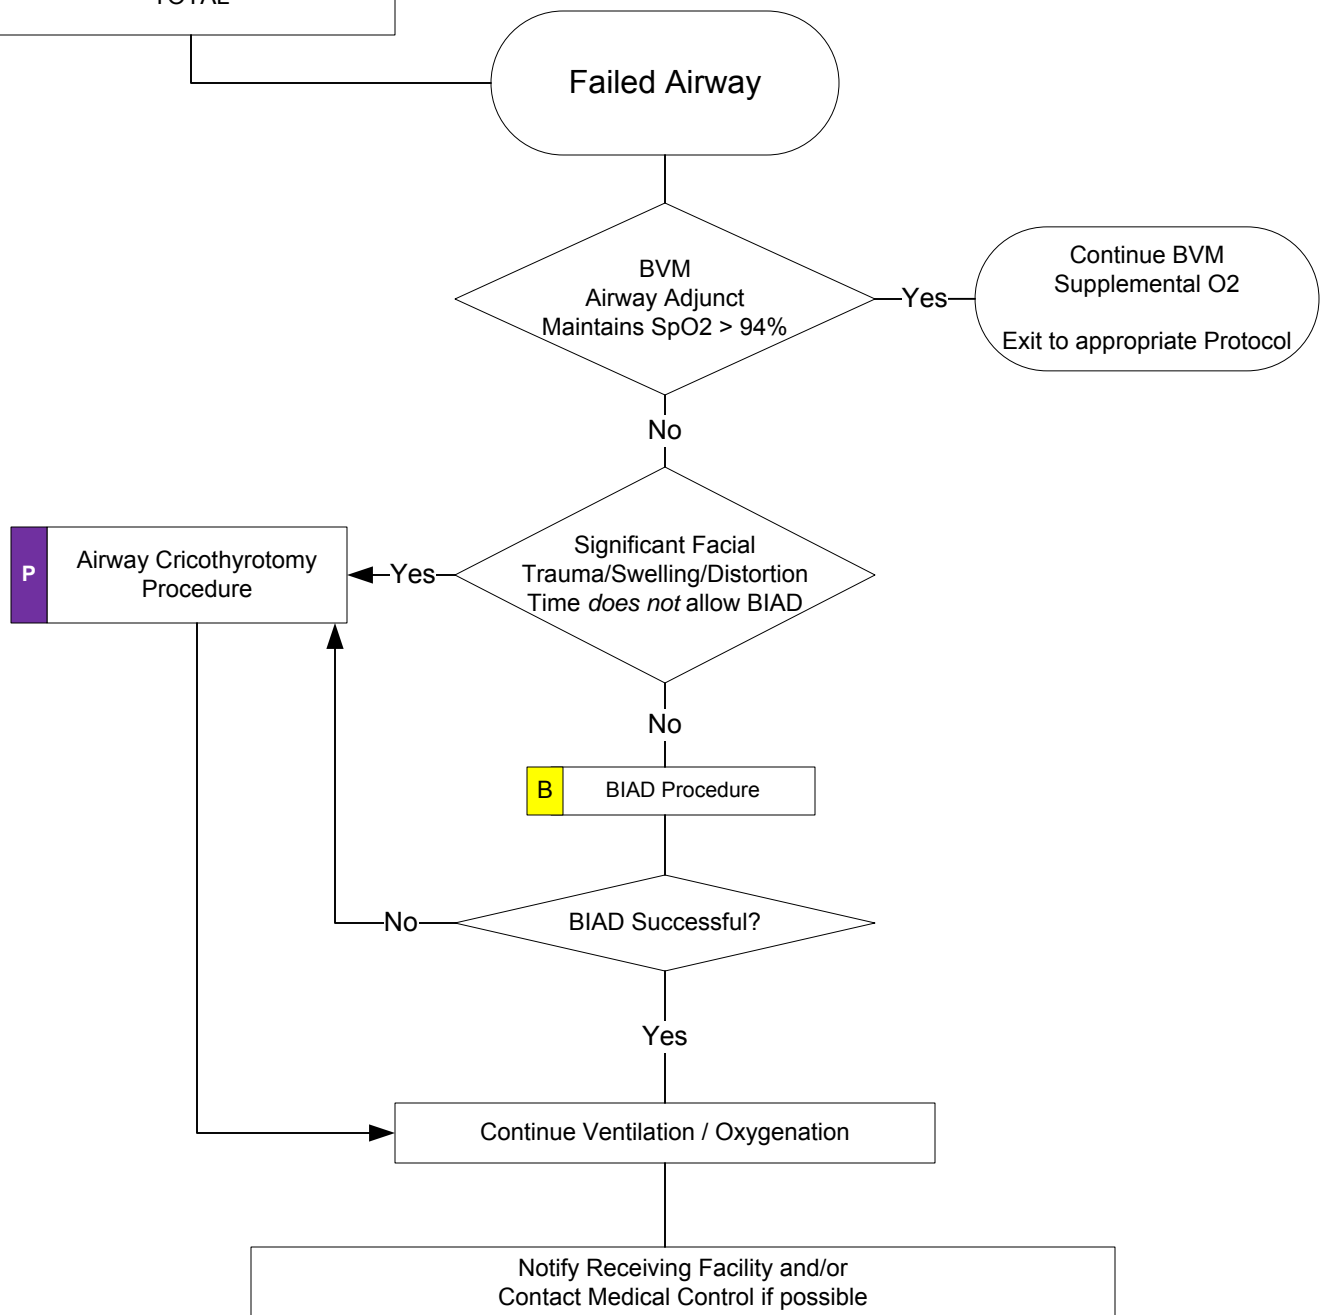 TOTAL
Failed Airway
BVM
Airway Adjunct
Maintains SpO2 > 94%
Yes
Continue BVM
Supplemental O2
Exit to appropriate Protocol
No
Significant Facial
Trauma/Swelling/Distortion
Time does not allow BIAD
Yes
P
Airway Cricothyrotomy
Procedure
No
B
BIAD Procedure
BIAD Successful?
No
Yes
Continue Ventilation / Oxygenation
Notify Receiving Facility and/or
Contact Medical Control if possible